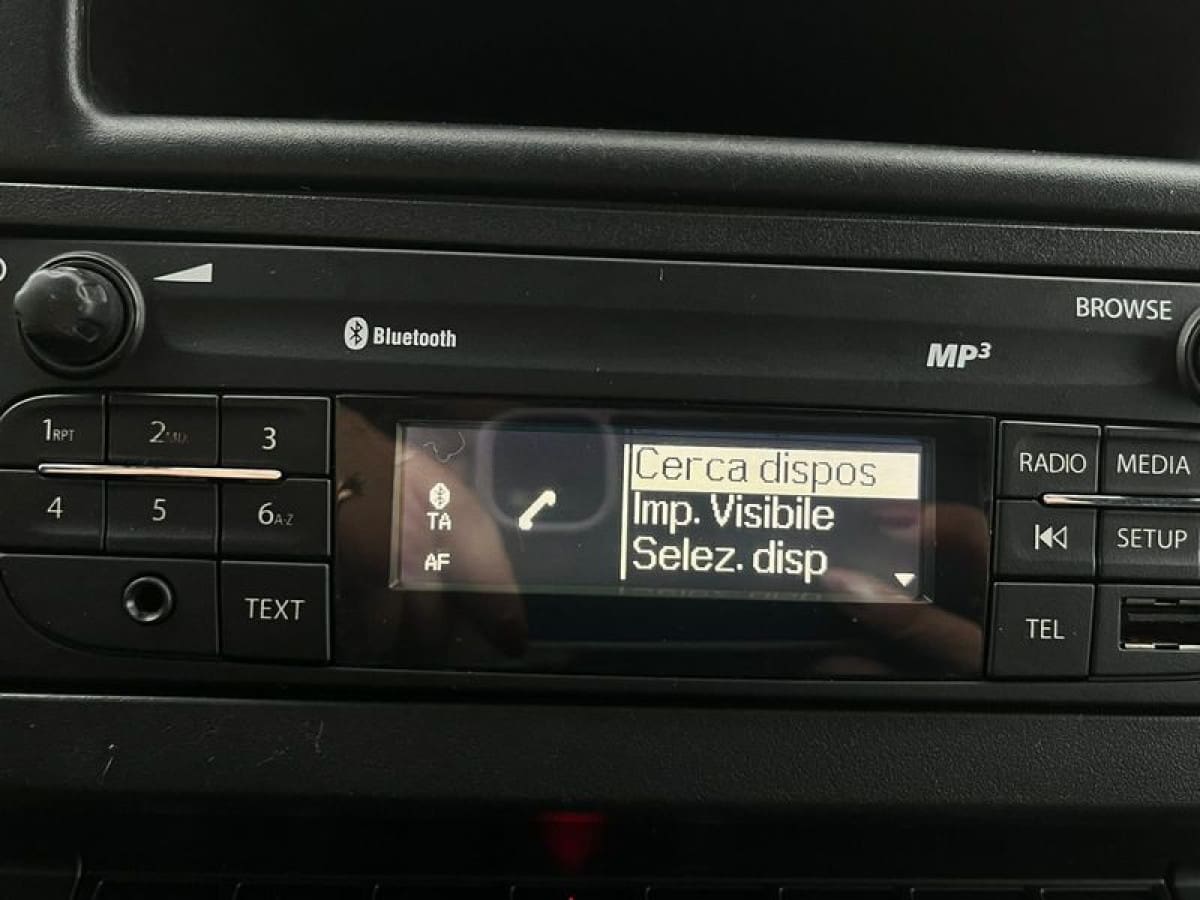 BROWSE
Bluetooth
MP3
1RPT
2
3
RADIO
MEDIA
Cerca dispos
TA
Imp. Visibile
4
5
6A-Z
SETUP
AF
Selez. disp
TEXT
TEL